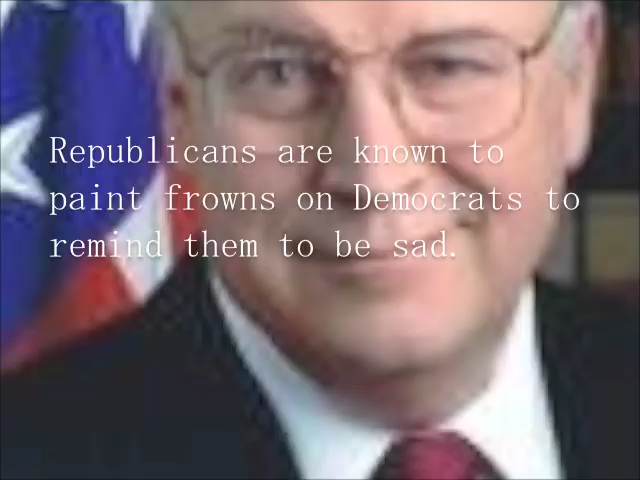 Republicans are known to
paint frowns on Democrats to
remind them to be sad.